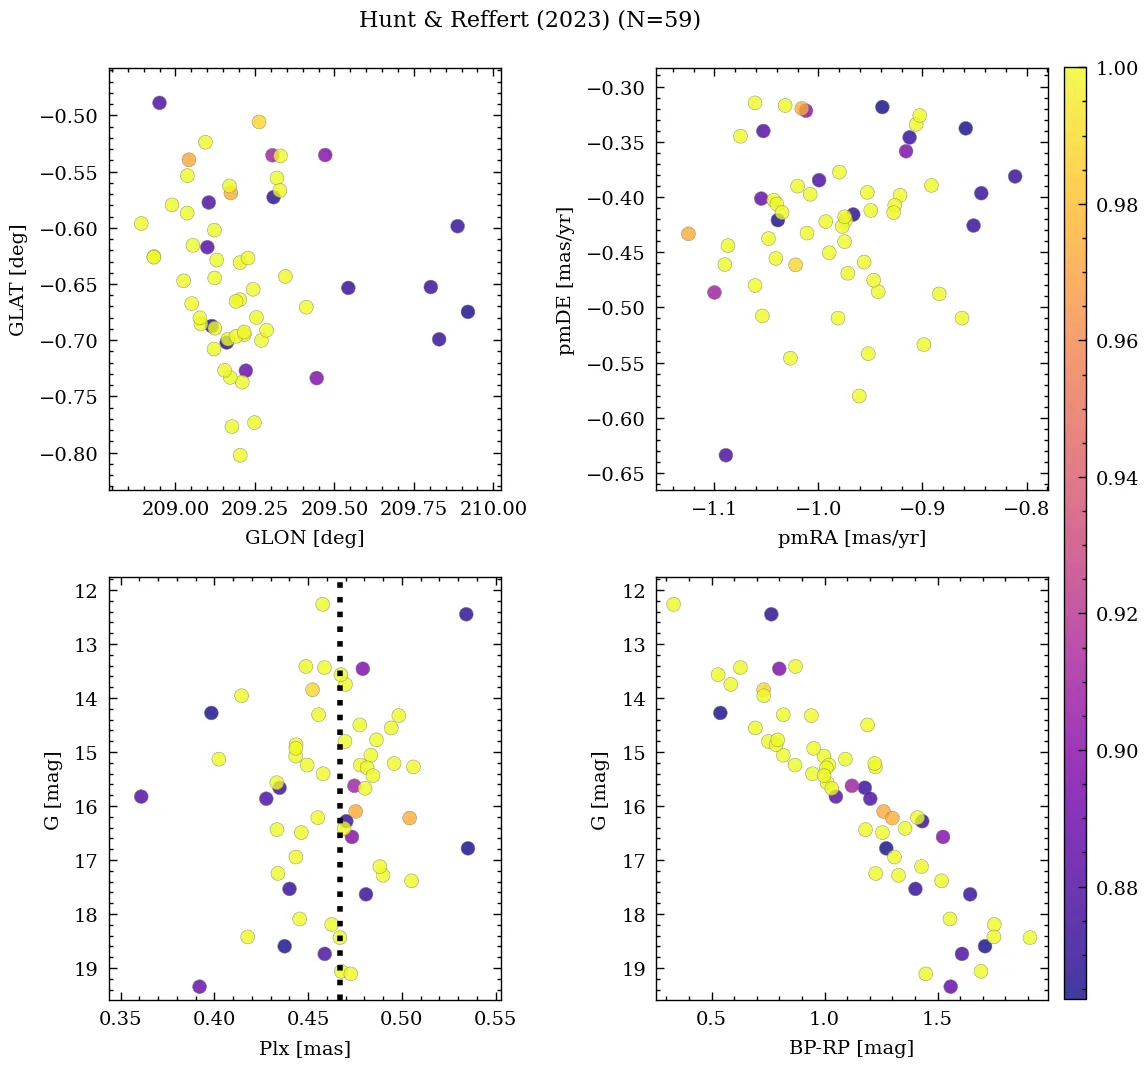 Hunt & Reffert (2023) (N=59)
−0.50
−0.55
−0.60
−0.65
−0.70
−0.75
−0.80
GLAT [deg]
209.00 209.25 209.50 209.75 210.00
GLON [deg]
−0.30
−0.35
−0.40
−0.45
−0.50
−0.55
−0.60
−0.65
pmDE [mas/yr]
−1.1 −1.0 −0.9 −0.8
pmRA [mas/yr]
12
13
14
15
16
17
18
19
G [mag]
0.35 0.40 0.45 0.50 0.55
Plx [mas]
12
13
14
15
16
17
18
19
G [mag]
0.5 1.0 1.5
BP-RP [mag]
1.00
0.98
0.96
0.94
0.92
0.90
0.88